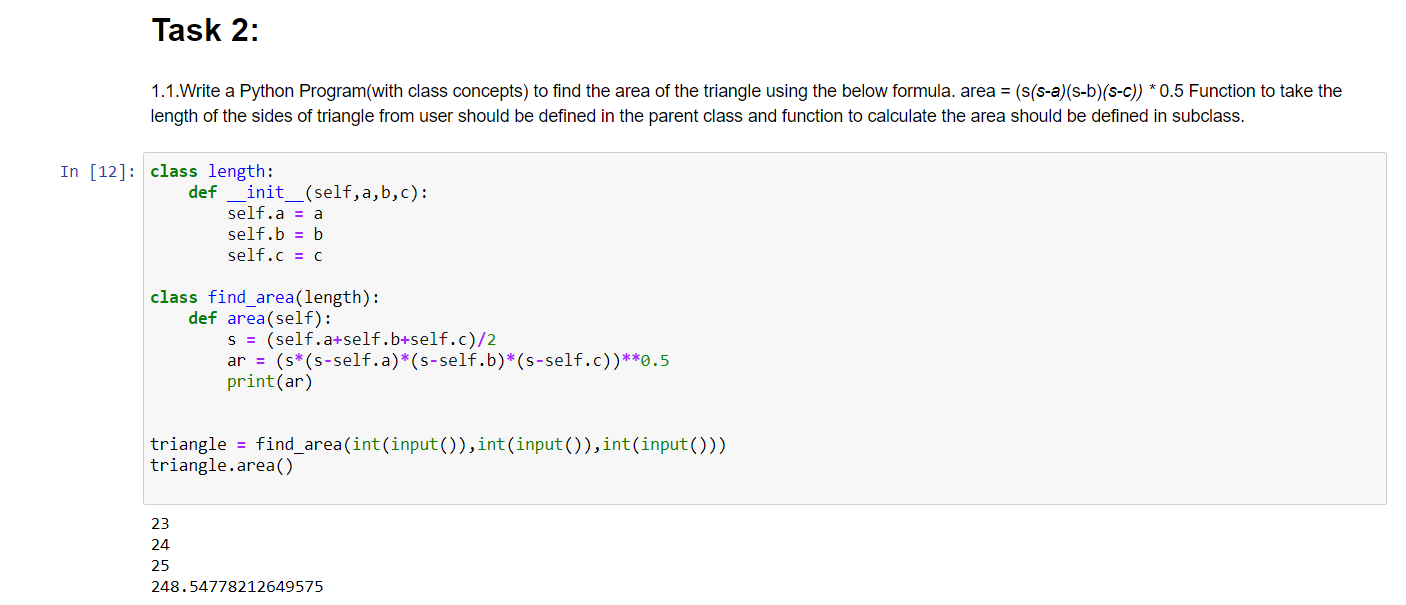 Task 2:
1.1.Write a Python Program(with class concepts) to find the area of the triangle using the below formula. area = (s(s-a)(s-b)(s-c)) * 0.5 Function to take the
length of the sides of triangle from user should be defined in the parent class and function to calculate the area should be defined in subclass.
In [12]: class length:
    def __init__(self,a,b,c):
        self.a = a
        self.b = b
        self.c = c
class find_area(length):
    def area(self):
        s = (self.a+self.b+self.c)/2
        ar = (s*(s-self.a)*(s-self.b)*(s-self.c))**0.5
        print(ar)
triangle = find_area(int(input()),int(input()),int(input()))
triangle.area()
23
24
25
248.54778212649575